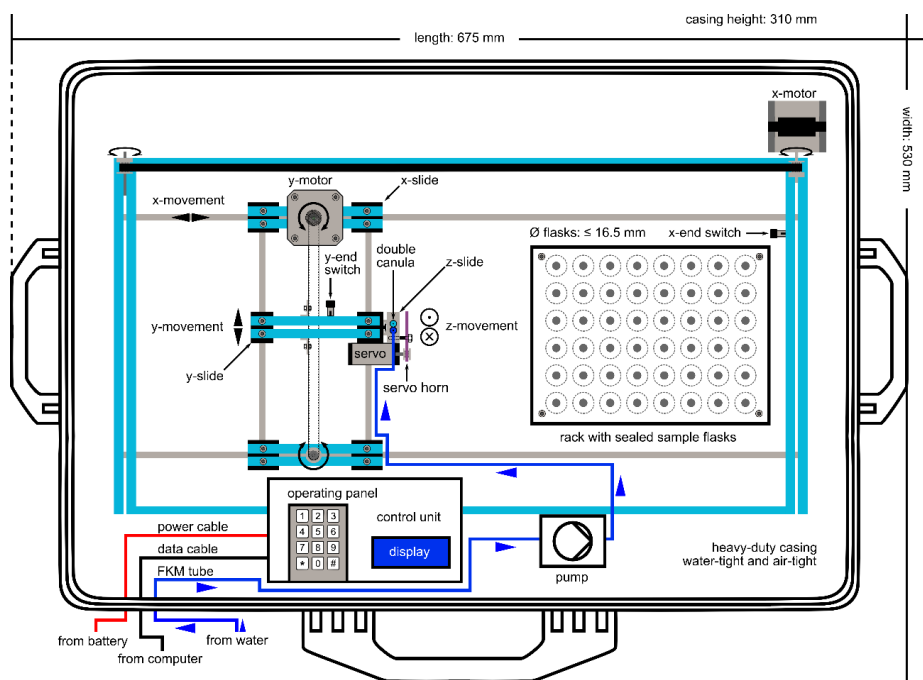 casing height: 310 mm
length: 675 mm
width: 530 mm
x-motor
y-motor
x-slide
x-movement
Ø flasks: ≤ 16.5 mm
x-end switch
double
canula
y-end
switch
z-slide
y-movement
z-movement
servo
y-slide
servo horn
rack with sealed sample flasks
operating panel
1 2 3
4 5 6
7 8 9
* 0 #
control unit
display
power cable
data cable
FKM tube
pump
heavy-duty casing
water-tight and air-tight
from battery
from water
from computer